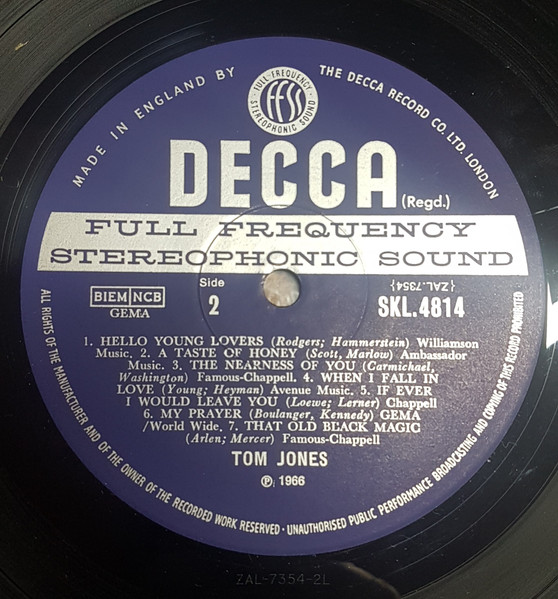 MADE IN ENGLAND BY THE DECCA RECORD CO. LTD. LONDON
FULL·FREQUENCY
ffss
STEREOPHONIC SOUND
DECCA (Regd.)
FULL FREQUENCY
STEREOPHONIC SOUND
BIEM NCB
GEMA
Side
2
{ZAL.7354}
SKL.4814
1. HELLO YOUNG LOVERS (Rodgers; Hammerstein) Williamson
Music. 2. A TASTE OF HONEY (Scott, Marlow) Ambassador
Music. 3. THE NEARNESS OF YOU (Carmichael,
Washington) Famous-Chappell. 4. WHEN I FALL IN
LOVE (Young; Heyman) Avenue Music. 5. IF EVER
I WOULD LEAVE YOU (Loewe; Lerner) Chappell
6. MY PRAYER (Boulanger, Kennedy) GEMA
/World Wide. 7. THAT OLD BLACK MAGIC
(Arlen; Mercer) Famous-Chappell
TOM JONES
℗ 1966
ALL RIGHTS OF THE MANUFACTURER AND OF THE OWNER OF THE RECORDED WORK RESERVED · UNAUTHORISED PUBLIC PERFORMANCE BROADCASTING AND COPYING OF THIS RECORD PROHIBITED
ZAL-7354-2L